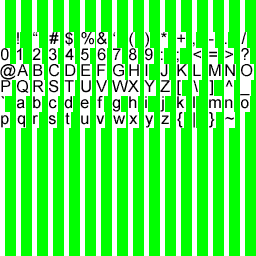 ! “ # $ % & ‘ ( ) * + , - . /
0 1 2 3 4 5 6 7 8 9 : ; < = > ?
@ A B C D E F G H I J K L M N O
P Q R S T U V W X Y Z [ \ ] ^ _
` a b c d e f g h i j k l m n o
p q r s t u v w x y z { | } ~